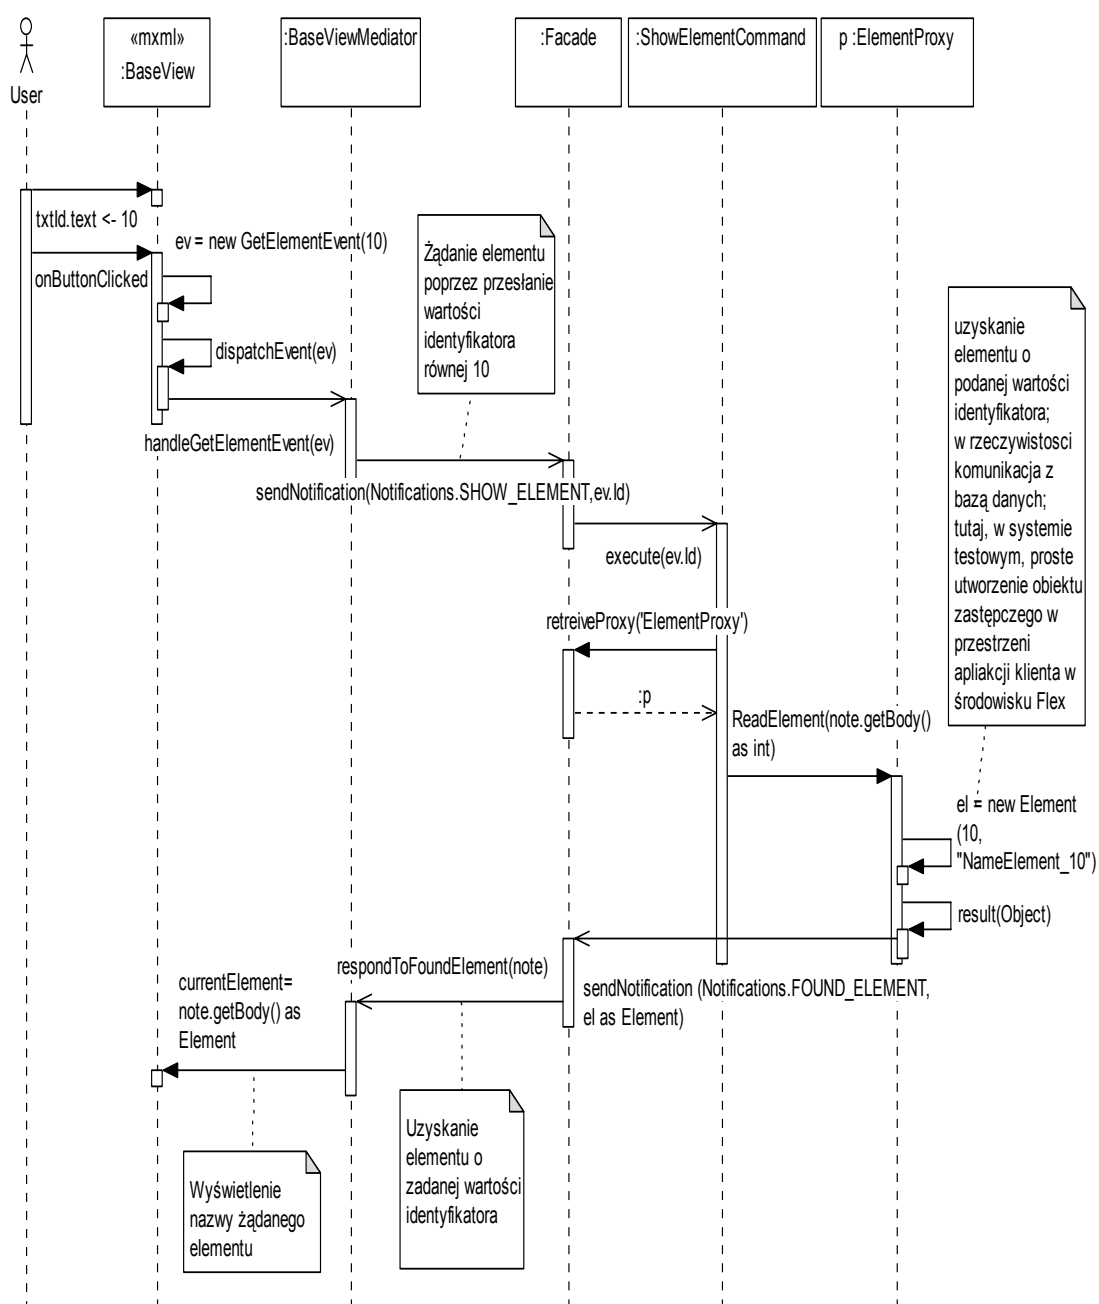 «mxml»
:BaseView
:BaseViewMediator
:Facade
:ShowElementCommand
p :ElementProxy
User
txtId.text <- 10
ev = new GetElementEvent(10)
onButtonClicked
dispatchEvent(ev)
Żądanie elementu
poprzez przesłanie
wartości
identyfikatora
równej 10
handleGetElementEvent(ev)
sendNotification(Notifications.SHOW_ELEMENT,ev.Id)
execute(ev.Id)
uzyskanie
elementu o
podanej wartości
identyfikatora;
w rzeczywistosci
komunikacja z
bazą danych;
tutaj, w systemie
testowym, proste
utworzenie obiektu
zastępczego w
przestrzeni
apliakcji klienta w
środowisku Flex
retreiveProxy('ElementProxy')
:p
ReadElement(note.getBody()
as int)
el = new Element
(10,
"NameElement_10")
result(Object)
sendNotification (Notifications.FOUND_ELEMENT,
el as Element)
respondToFoundElement(note)
currentElement=
note.getBody() as
Element
Uzyskanie
elementu o
zadanej wartości
identyfikatora
Wyświetlenie
nazwy żądanego
elementu